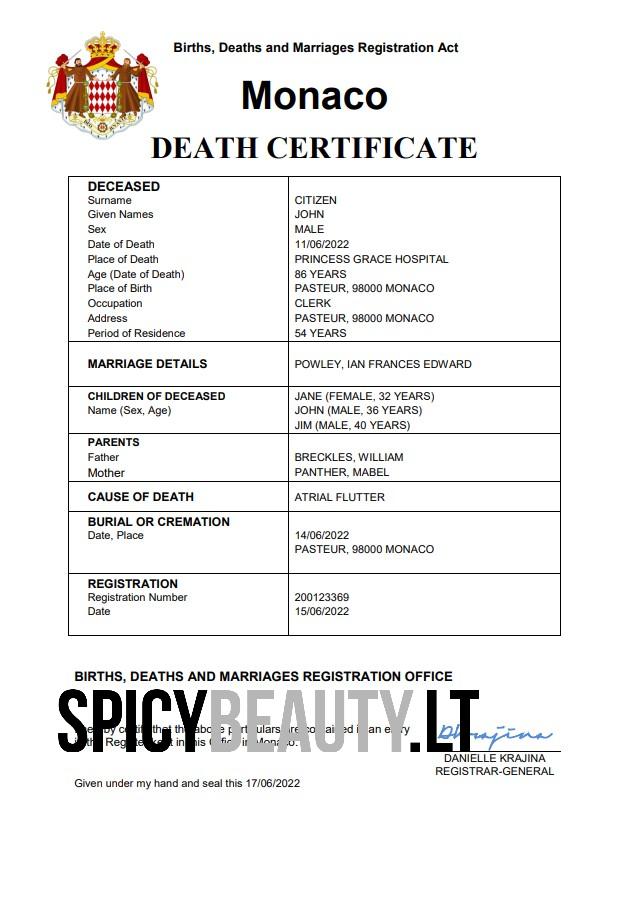 Births, Deaths and Marriages Registration Act
Monaco
DEATH CERTIFICATE
DECEASED
Surname CITIZEN
Given Names JOHN
Sex MALE
Date of Death 11/06/2022
Place of Death PRINCESS GRACE HOSPITAL
Age (Date of Death) 86 YEARS
Place of Birth PASTEUR, 98000 MONACO
Occupation CLERK
Address PASTEUR, 98000 MONACO
Period of Residence 54 YEARS
MARRIAGE DETAILS POWLEY, IAN FRANCES EDWARD
CHILDREN OF DECEASED JANE (FEMALE, 32 YEARS)
Name (Sex, Age) JOHN (MALE, 36 YEARS)
JIM (MALE, 40 YEARS)
PARENTS
Father BRECKLES, WILLIAM
Mother PANTHER, MABEL
CAUSE OF DEATH ATRIAL FLUTTER
BURIAL OR CREMATION
Date, Place 14/06/2022
PASTEUR, 98000 MONACO
REGISTRATION
Registration Number 200123369
Date 15/06/2022
BIRTHS, DEATHS AND MARRIAGES REGISTRATION OFFICE
SPICYBEAUTY.LT
certify that the above particulars are contained in an entry
in the Register kept in this Office in Monaco.
Dkrajina
DANIELLE KRAJINA
REGISTRAR-GENERAL
Given under my hand and seal this 17/06/2022